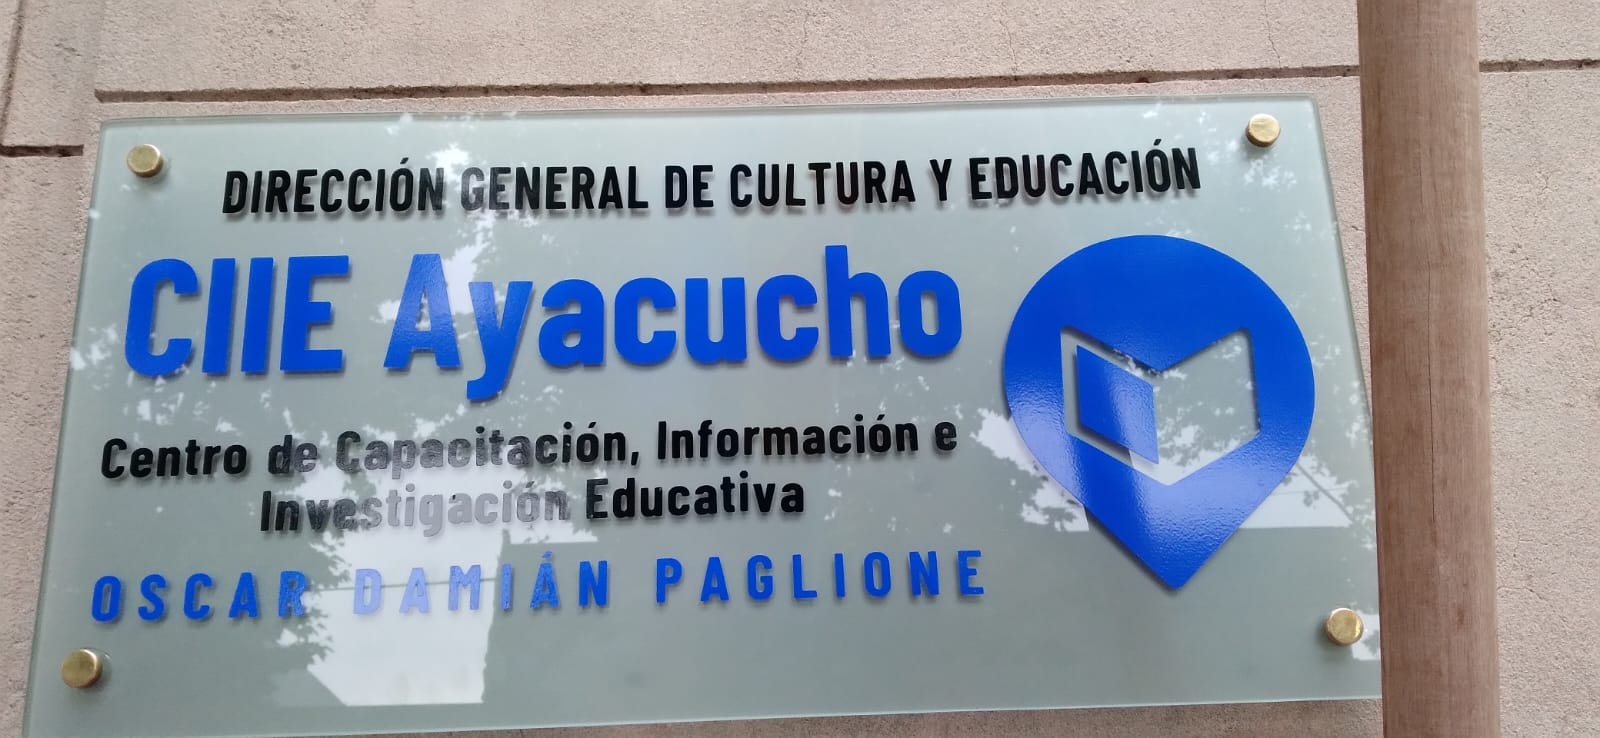 DIRECCIÓN GENERAL DE CULTURA Y EDUCACIÓN
CIIE Ayacucho
Centro de Capacitación, Información e
Investigación Educativa
OSCAR DAMIÁN PAGLIONE